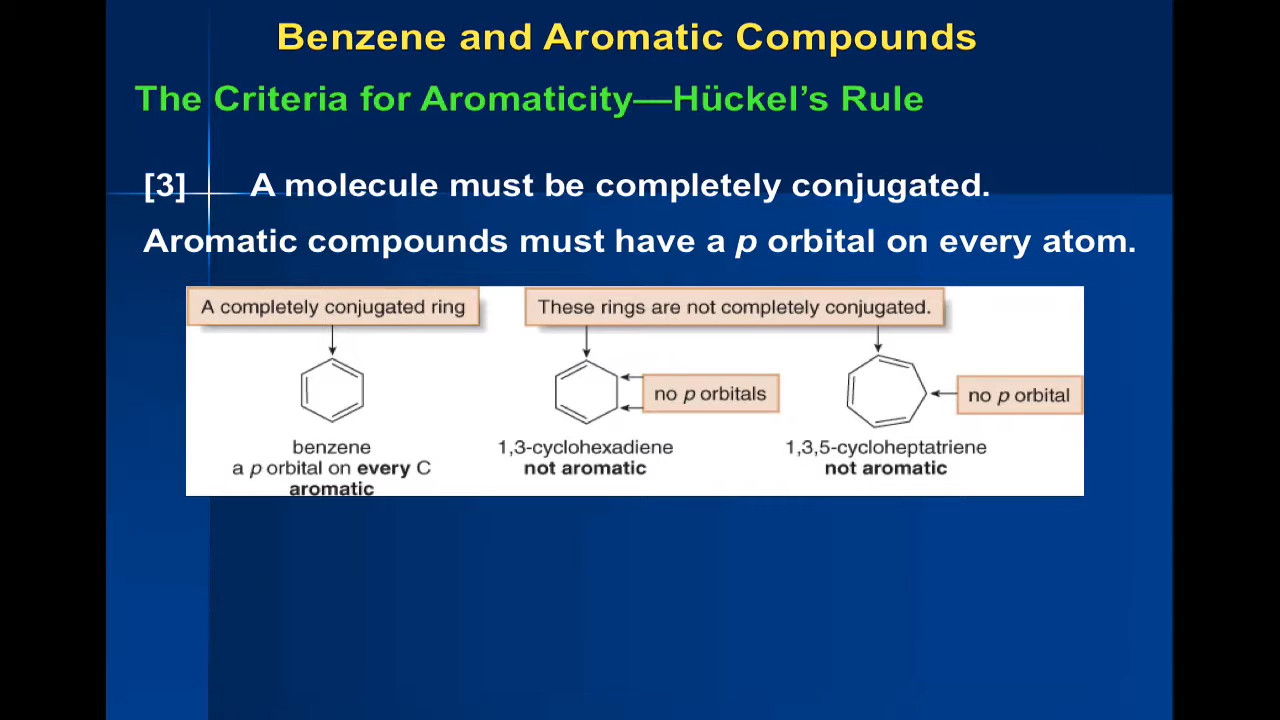 Benzene and Aromatic Compounds
The Criteria for Aromaticity—Hückel's Rule
[3] A molecule must be completely conjugated.
Aromatic compounds must have a p orbital on every atom.
A completely conjugated ring
These rings are not completely conjugated.
no p orbitals
no p orbital
benzene
a p orbital on every C
aromatic
1,3-cyclohexadiene
not aromatic
1,3,5-cycloheptatriene
not aromatic